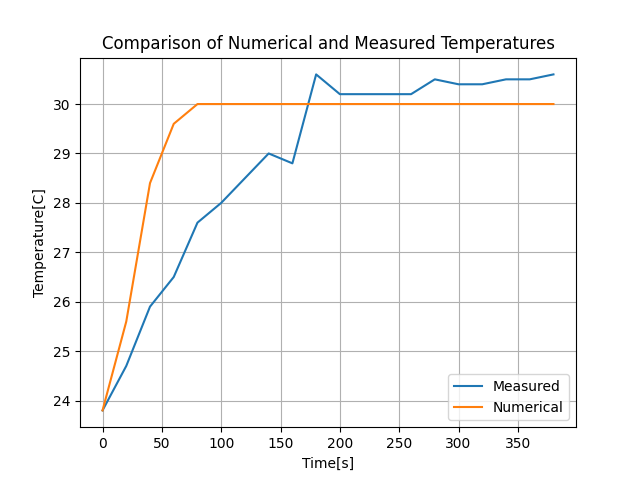 Comparison of Numerical and Measured Temperatures
Temperature[C]
30
29
28
27
26
25
24
Measured
Numerical
0 50 100 150 200 250 300 350
Time[s]